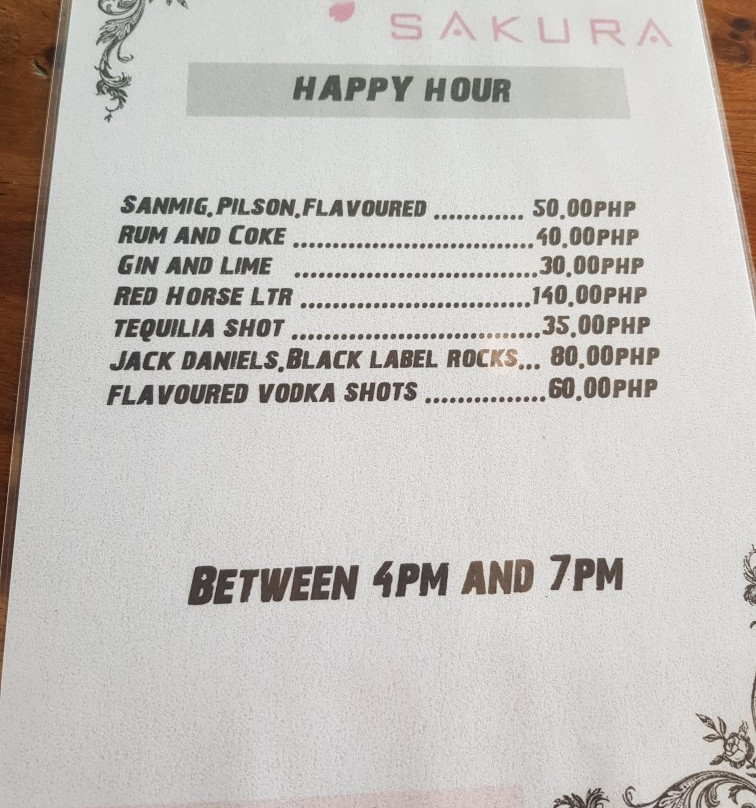 SAKURA
HAPPY HOUR
SANMIG,PILSON,FLAVOURED ............ 50.00PHP
RUM AND COKE ..............................40.00PHP
GIN AND LIME ..............................30.00PHP
RED HORSE LTR .............................140.00PHP
TEQUILIA SHOT ...............................35.00PHP
JACK DANIELS,BLACK LABEL ROCKS... 80.00PHP
FLAVOURED VODKA SHOTS ...............60.00PHP
BETWEEN 4PM AND 7PM